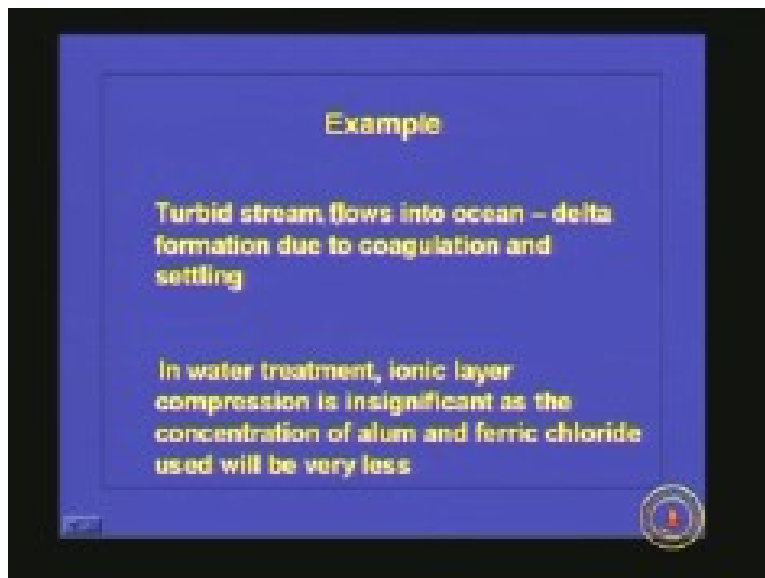 Example
Turbid stream flows into ocean – delta
formation due to coagulation and
settling
In water treatment, ionic layer
compression is insignificant as the
concentration of alum and ferric chloride
used will be very less